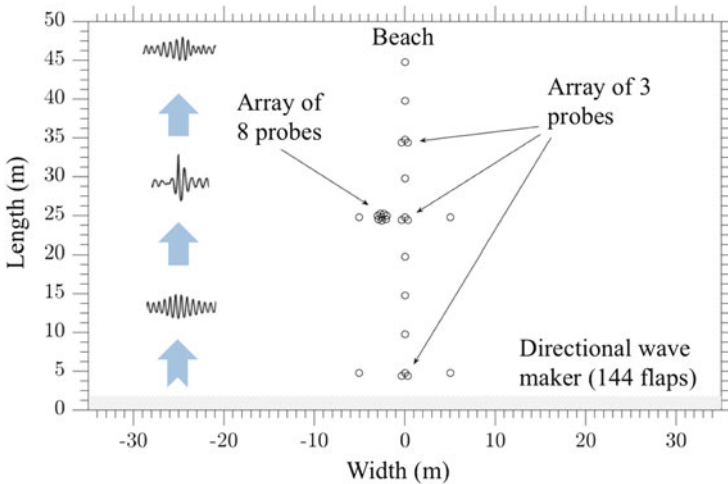 50
45
40
35
30
25
20
15
10
5
0
Length (m)
Beach
Array of
8 probes
Array of 3
probes
Directional wave
maker (144 flaps)
-30
-20
-10
0
10
20
30
Width (m)